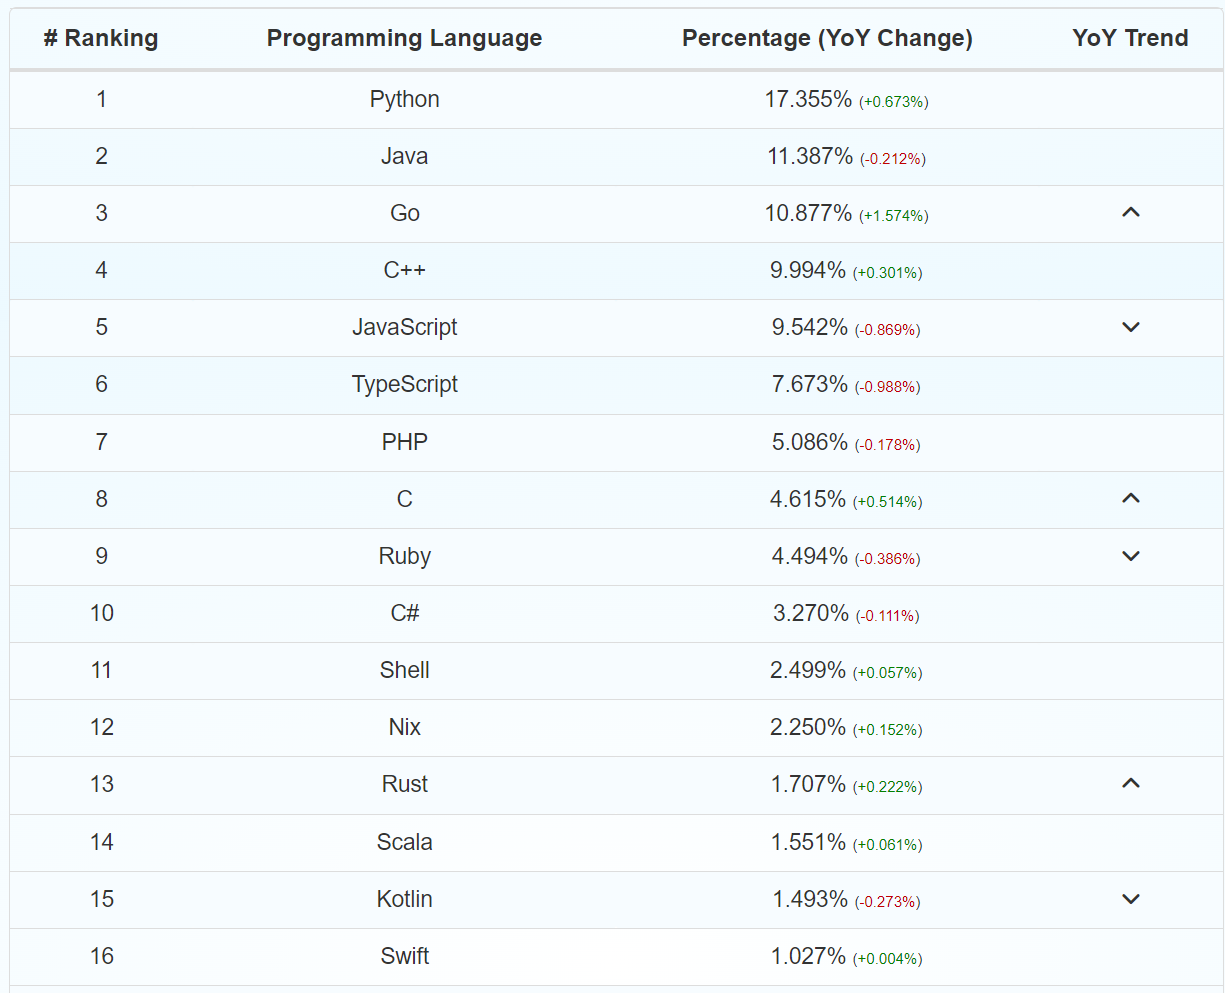 # Ranking Programming Language Percentage (YoY Change) YoY Trend
1 Python 17.355% (+0.673%)
2 Java 11.387% (-0.212%)
3 Go 10.877% (+1.574%)
4 C++ 9.994% (+0.301%)
5 JavaScript 9.542% (-0.869%)
6 TypeScript 7.673% (-0.988%)
7 PHP 5.086% (-0.178%)
8 C 4.615% (+0.514%)
9 Ruby 4.494% (-0.386%)
10 C# 3.270% (-0.111%)
11 Shell 2.499% (+0.057%)
12 Nix 2.250% (+0.152%)
13 Rust 1.707% (+0.222%)
14 Scala 1.551% (+0.061%)
15 Kotlin 1.493% (-0.273%)
16 Swift 1.027% (+0.004%)